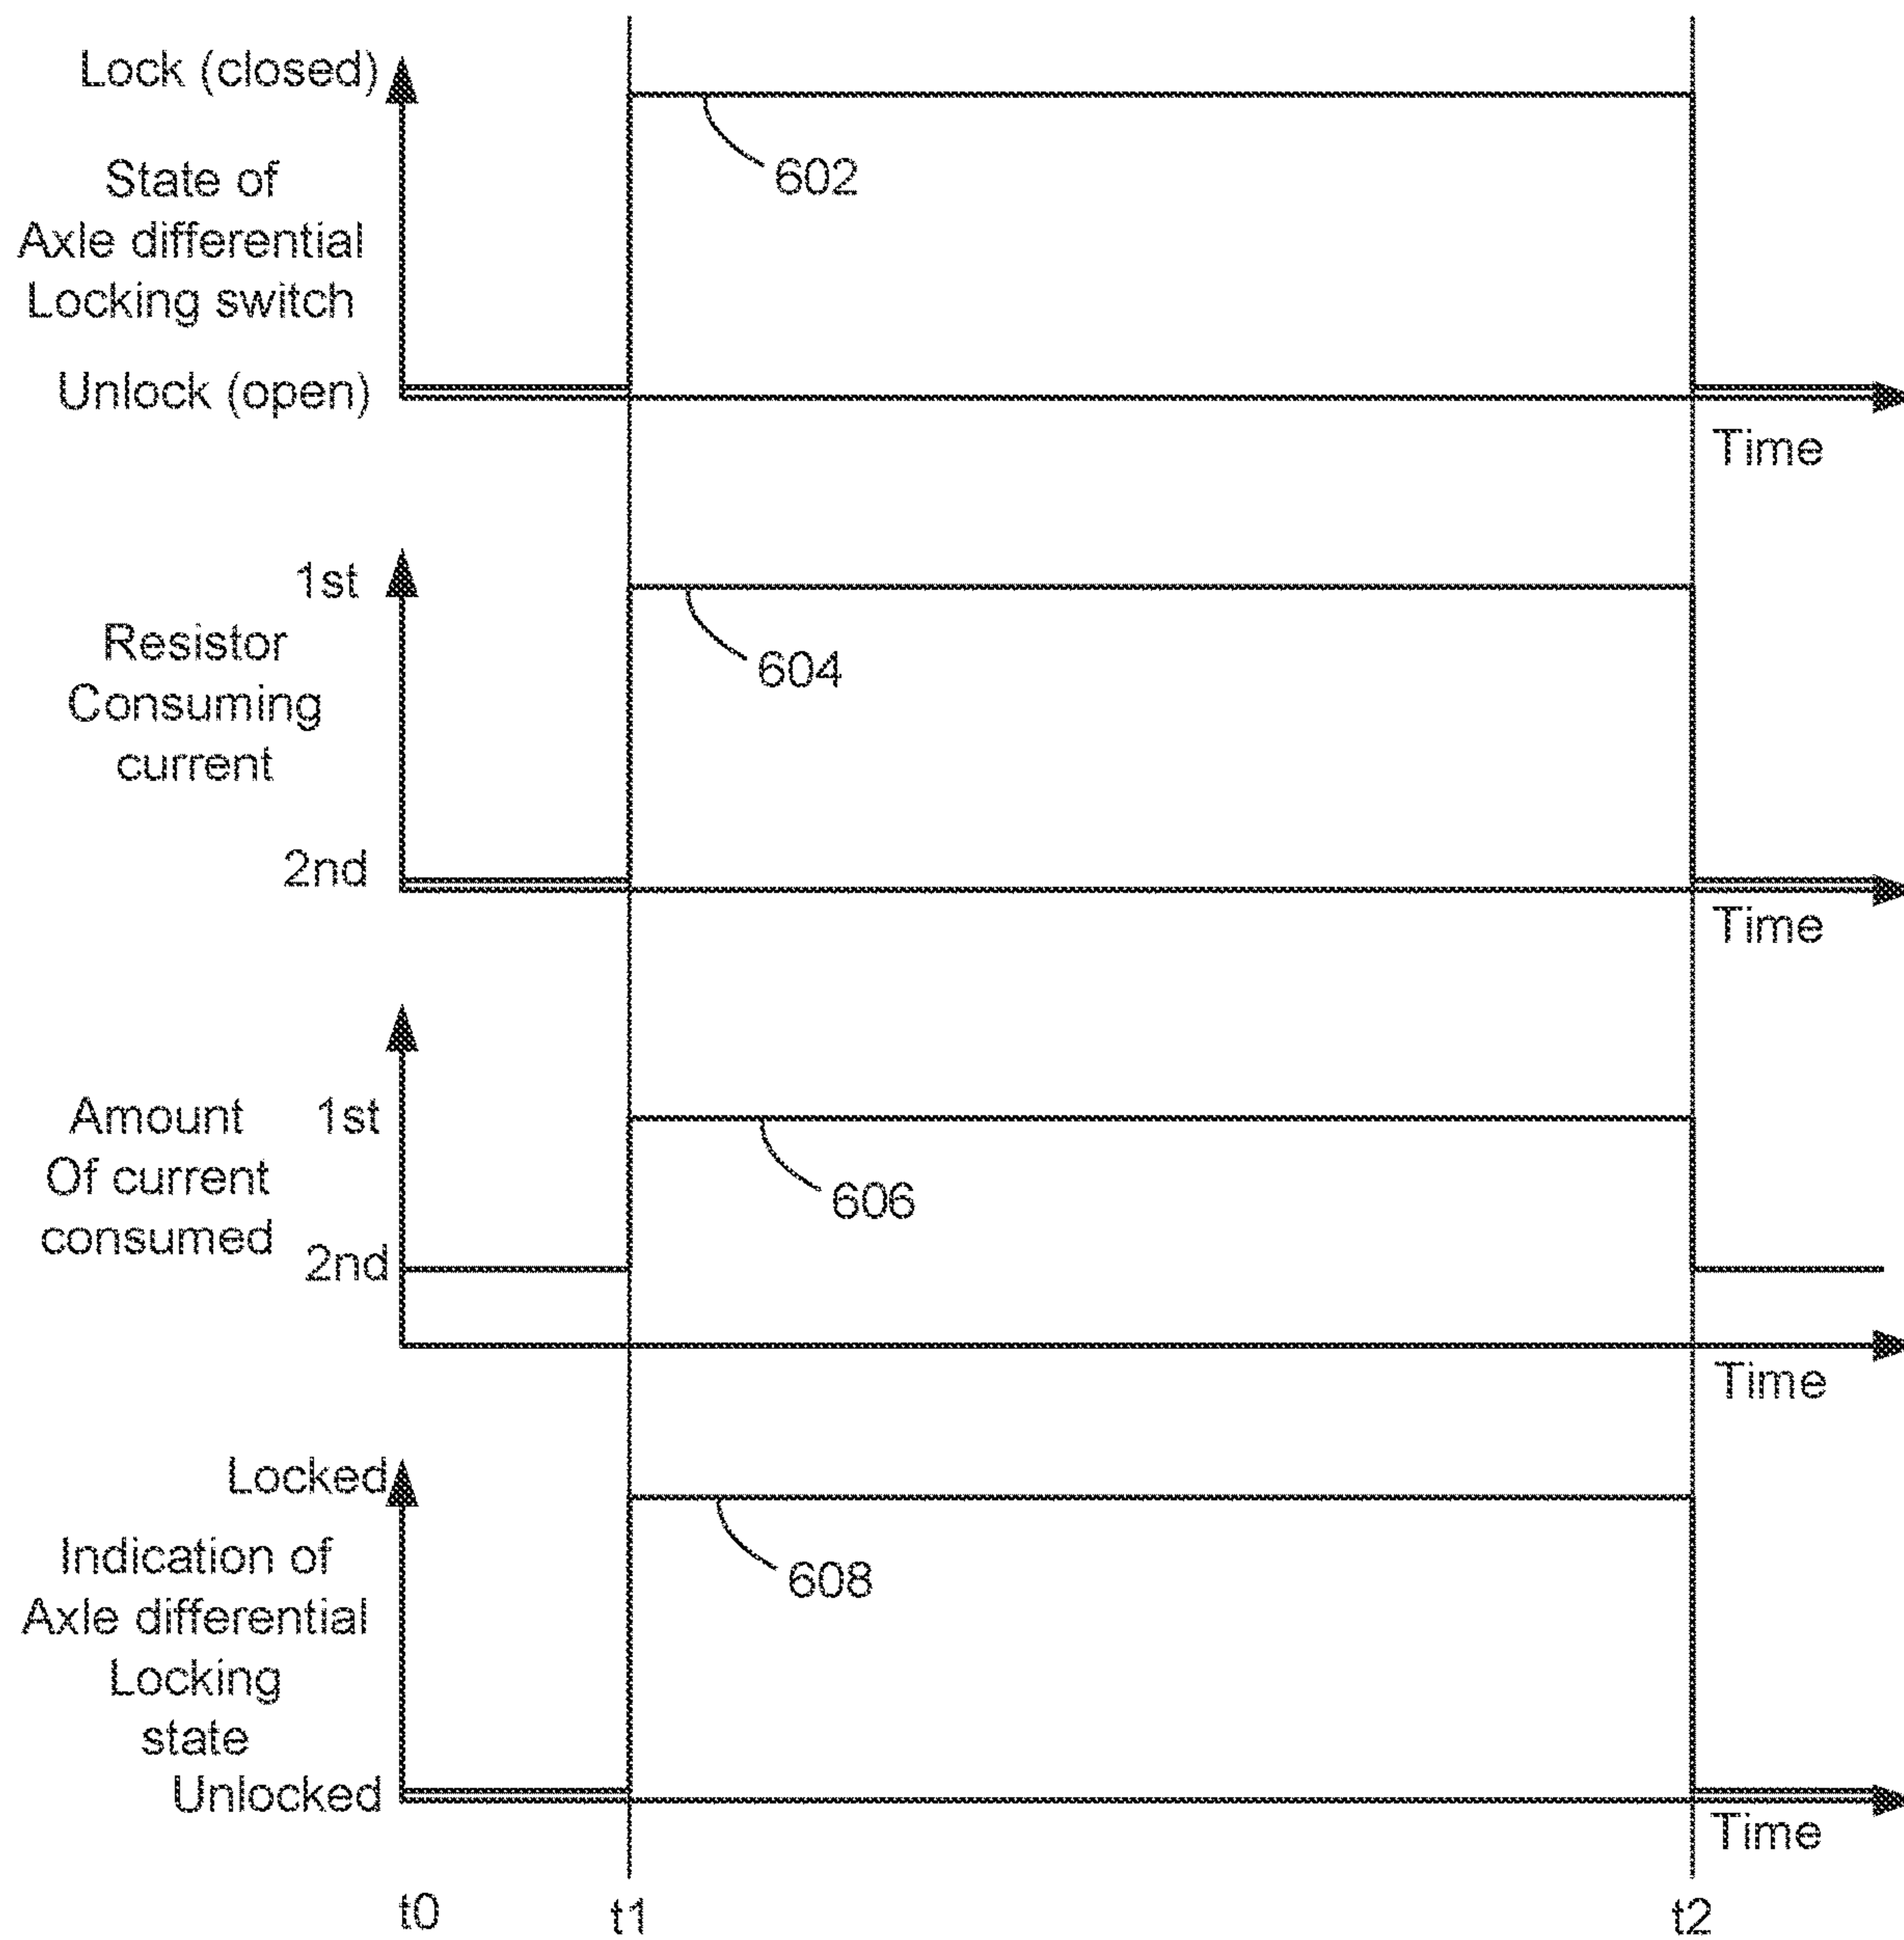 Lock (closed)
State of
Axle differential
Locking switch
Unlock (open)
602
Time
1st
Resistor
Consuming
current
2nd
604
Time
Amount
Of current
consumed
1st
2nd
606
Time
Locked
Indication of
Axle differential
Locking
state
Unlocked
608
Time
t0
t1
t2